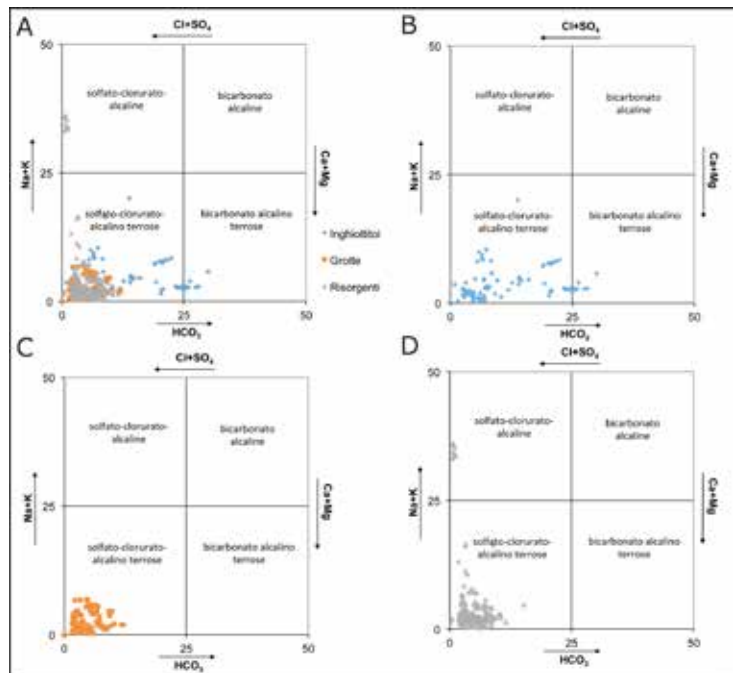 A
Cl+SO₄
50
solfato-clorurato-
alcaline
bicarbonato
alcaline
Na+K
Ca+Mg
25
solfato-clorurato-
alcalino terrose
bicarbonato alcalino
terrose
0
0
25
50
HCO₃
Inghiottitoi
Grotte
Risorgenti
B
Cl+SO₄
50
solfato-clorurato-
alcaline
bicarbonato
alcaline
Na+K
Ca+Mg
25
solfato-clorurato-
alcalino terrose
bicarbonato alcalino
terrose
0
0
25
50
HCO₃
C
Cl+SO₄
50
solfato-clorurato-
alcaline
bicarbonato
alcaline
Na+K
Ca+Mg
25
solfato-clorurato-
alcalino terrose
bicarbonato alcalino
terrose
0
0
25
50
HCO₃
D
Cl+SO₄
50
solfato-clorurato-
alcaline
bicarbonato
alcaline
Na+K
Ca+Mg
25
solfato-clorurato-
alcalino terrose
bicarbonato alcalino
terrose
0
0
25
50
HCO₃